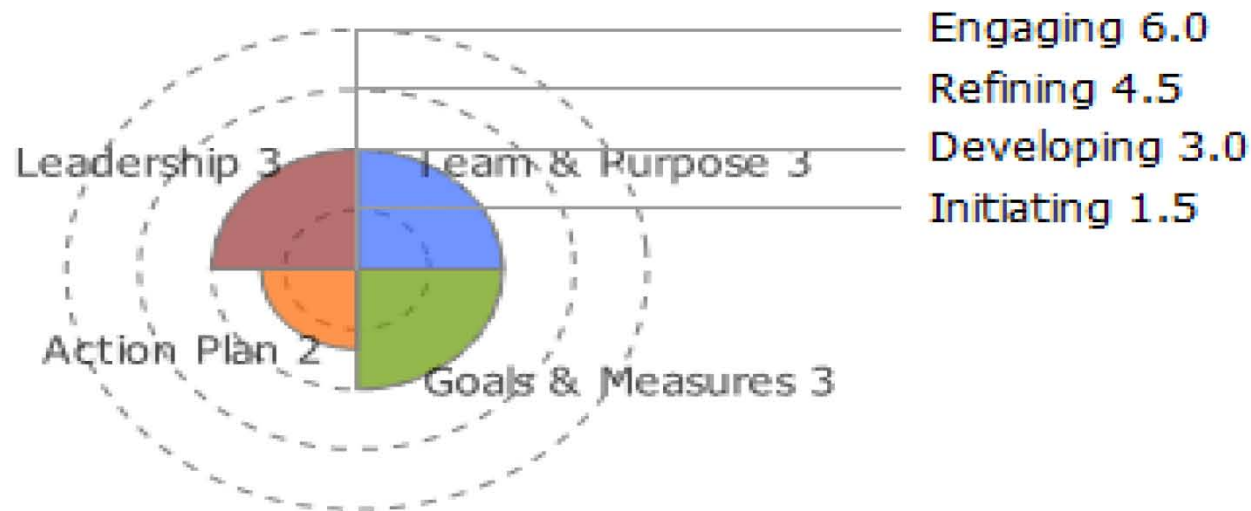 Engaging 6.0
Refining 4.5
Developing 3.0
Initiating 1.5
Leadership 3
Team & Purpose 3
Action Plan 2
Goals & Measures 3